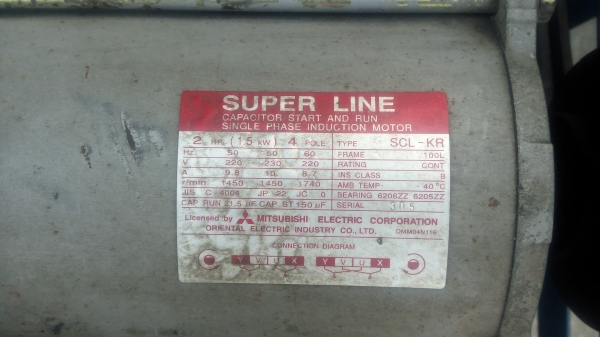 SUPER LINE
CAPACITOR START AND RUN
SINGLE PHASE INDUCTION MOTOR
2 HP (1.5 kW) 4 POLE TYPE SCL-KR
Hz 50 50 60 FRAME 100L
V 220 230 220 RATING CONT
A 9.8 10 8.7 INS CLASS B
r/min 1450 1450 1740 AMB TEMP 40°C
JIS C 4004 JP 22 JC 0 BEARING 6206ZZ 6205ZZ
CAP RUN 21.5 µF CAP ST 150 µF SERIAL
Licensed by MITSUBISHI ELECTRIC CORPORATION
ORIENTAL ELECTRIC INDUSTRY CO., LTD. OMM04N116
CONNECTION DIAGRAM
Y V U X Y V U X